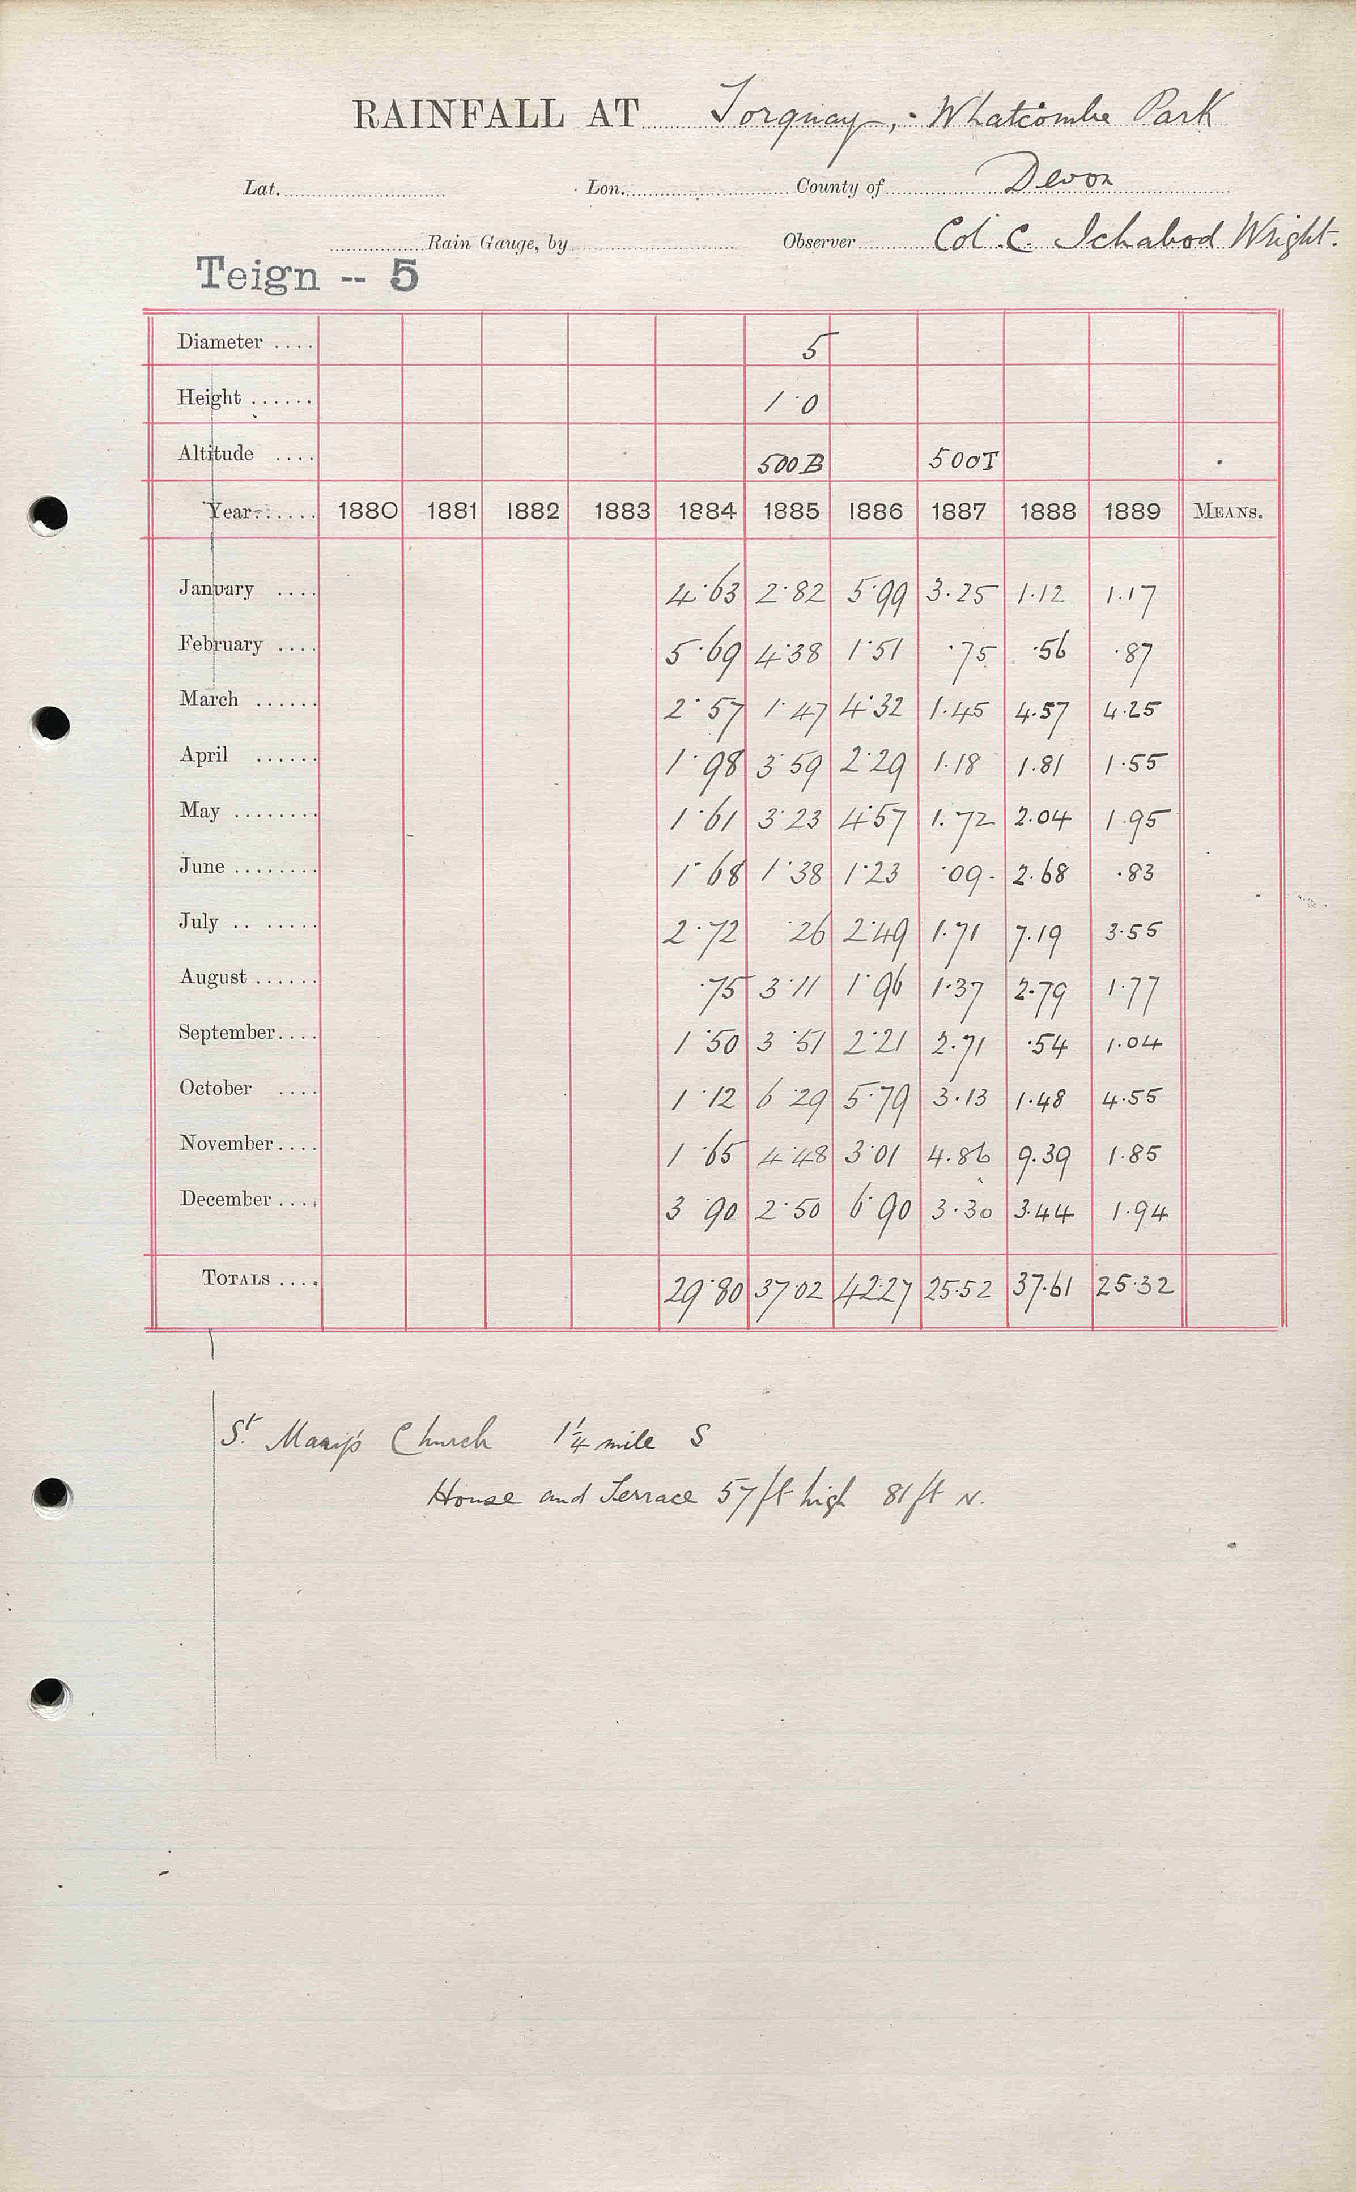 RAINFALL AT Torquay, - Whatcombe Park
Lat. Lon. County of Devon
Rain Gauge, by Observer Col. C. Ichabod Wright.
Teign -- 5
Diameter .... 5
Height ...... 1·0
Altitude .... 500B 500T
Year....... 1880 1881 1882 1883 1884 1885 1886 1887 1888 1889 MEANS.
January .... 4·63 2·82 5·99 3·25 1·12 1·17
February .... 5·69 4·38 1·51 ·75 ·56 ·87
March ...... 2·57 1·47 4·32 1·45 4·57 4·25
April ...... 1·98 3·59 2·29 1·18 1·81 1·55
May ........ 1·61 3·23 4·57 1·72 2·04 1·95
June ........ 1·68 1·38 1·23 ·09 2·68 ·83
July .. ..... 2·72 ·26 2·49 1·71 7·19 3·55
August ...... ·75 3·11 1·96 1·37 2·79 1·77
September.... 1·50 3·51 2·21 2·71 ·54 1·04
October .... 1·12 6·29 5·79 3·13 1·48 4·55
November.... 1·65 4·48 3·01 4·86 9·39 1·85
December .... 3·90 2·50 6·90 3·30 3·44 1·94
TOTALS .... 29·80 37·02 42·27 25·52 37·61 25·32
St. Mary's Church 1¼ mile S
House and Terrace 57 ft high 81 ft N.